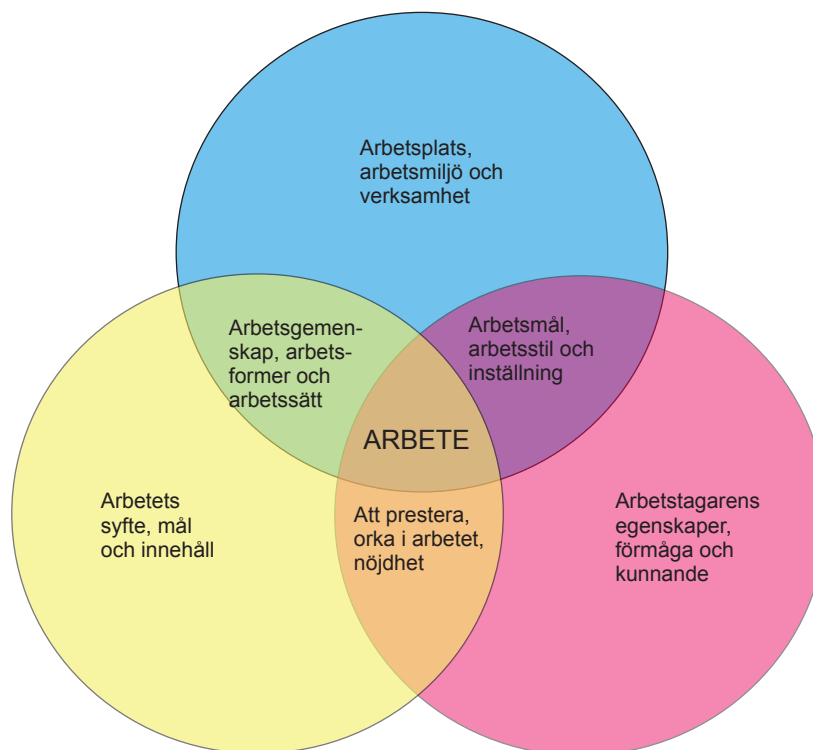 Arbetsplats,
arbetsmiljö och
verksamhet
Arbetsgemen-
skap, arbets-
former och
arbetssätt
Arbetsmål,
arbetsstil och
inställning
ARBETE
Arbetets
syfte, mål
och innehåll
Att prestera,
orka i arbetet,
nöjdhet
Arbetstagarens
egenskaper,
förmåga och
kunnande